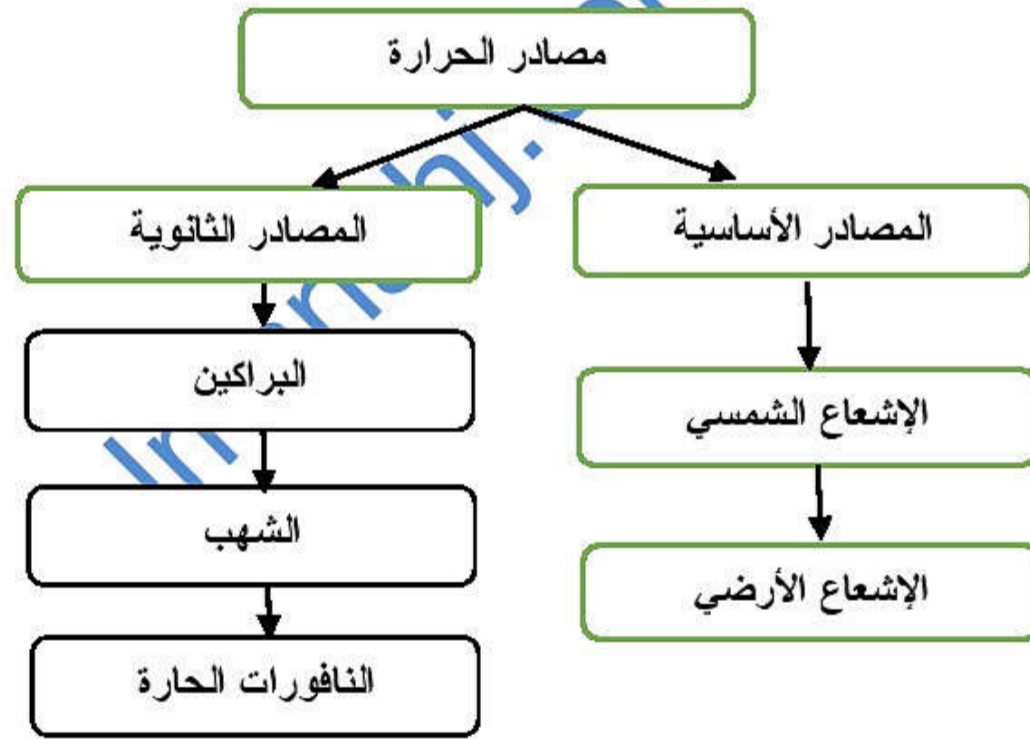 مصادر الحرارة
المصادر الأساسية
المصادر الثانوية
الإشعاع الشمسي
الإشعاع الأرضي
البراكين
الشهب
النافورات الحارة